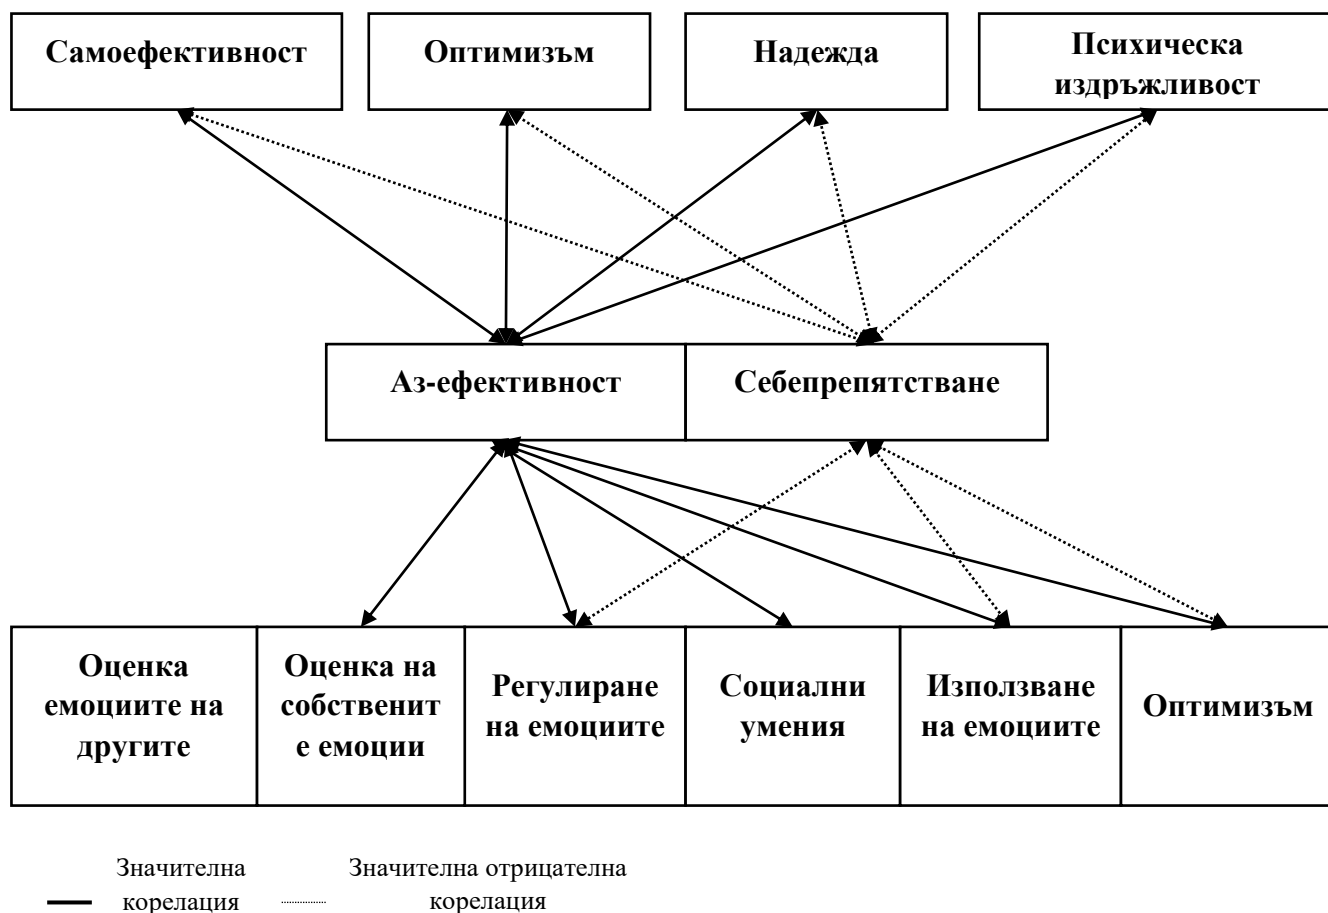 Самоефективност
Оптимизъм
Надежда
Психическа
издръжливост
Аз-ефективност
Себепрепятстване
Оценка
емоциите на
другите
Оценка на
собственит
е емоции
Регулиране
на емоциите
Социални
умения
Използване
на емоциите
Оптимизъм
Значителна
корелация
Значителна отрицателна
корелация